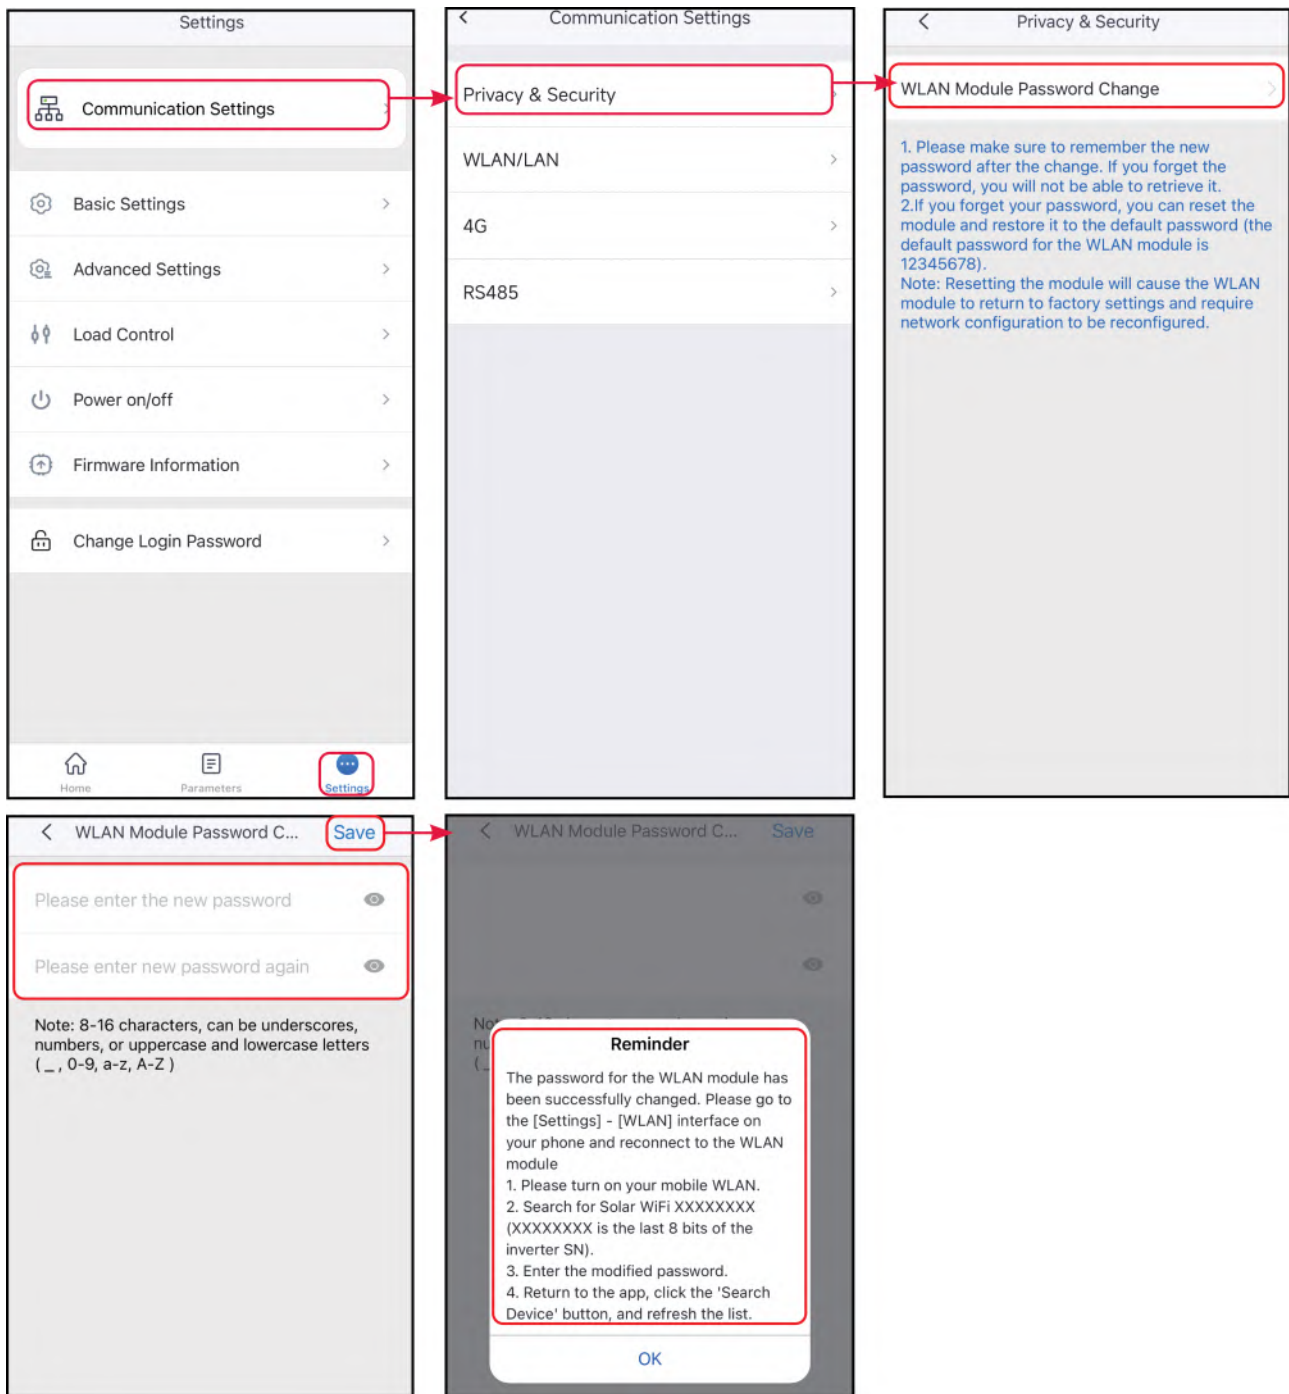 Settings
Communication Settings
Basic Settings
Advanced Settings
Load Control
Power on/off
Firmware Information
Change Login Password
Home
Parameters
Settings
Communication Settings
Privacy & Security
WLAN/LAN
4G
RS485
Privacy & Security
WLAN Module Password Change
1. Please make sure to remember the new
password after the change. If you forget the
password, you will not be able to retrieve it.
2.If you forget your password, you can reset the
module and restore it to the default password (the
default password for the WLAN module is
12345678).
Note: Resetting the module will cause the WLAN
module to return to factory settings and require
network configuration to be reconfigured.
WLAN Module Password C... Save
Please enter the new password
Please enter new password again
Note: 8-16 characters, can be underscores,
numbers, or uppercase and lowercase letters
( _ , 0-9, a-z, A-Z )
WLAN Module Password C... Save
Reminder
The password for the WLAN module has
been successfully changed. Please go to
the [Settings] - [WLAN] interface on
your phone and reconnect to the WLAN
module
1. Please turn on your mobile WLAN.
2. Search for Solar WiFi XXXXXXXX
(XXXXXXXX is the last 8 bits of the
inverter SN).
3. Enter the modified password.
4. Return to the app, click the 'Search
Device' button, and refresh the list.
OK